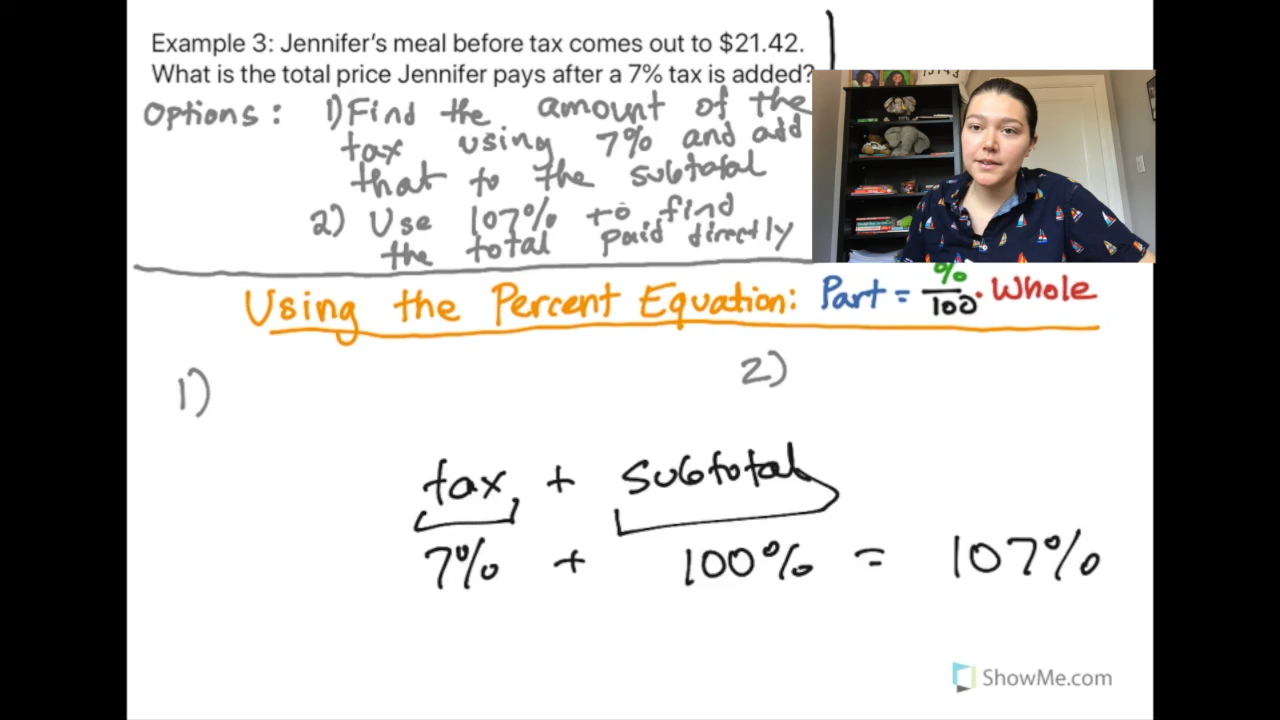 Example 3: Jennifer's meal before tax comes out to $21.42.
What is the total price Jennifer pays after a 7% tax is added?
Options: 1) Find the amount of the
tax using 7% and add
that to the subtotal
2) Use 107% to find
the total paid directly
Using the Percent Equation: Part = %/100 · Whole
1)
2)
tax + subtotal
7% + 100% = 107%
ShowMe.com